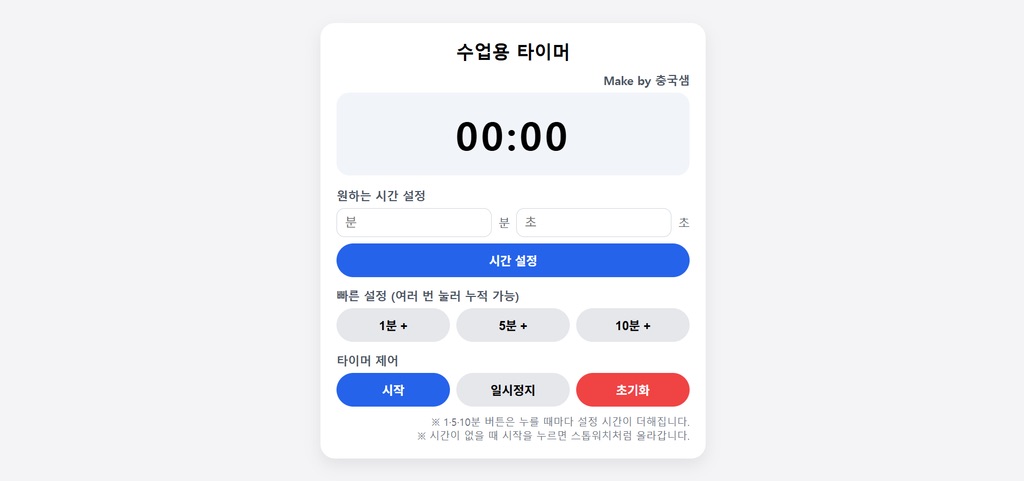 수업용 타이머
Make by 충국샘
00:00
원하는 시간 설정
분 분 초 초
시간 설정
빠른 설정 (여러 번 눌러 누적 가능)
1분 + 5분 + 10분 +
타이머 제어
시작 일시정지 초기화
※ 1·5·10분 버튼은 누를 때마다 설정 시간이 더해집니다.
※ 시간이 없을 때 시작을 누르면 스톱워치처럼 올라갑니다.